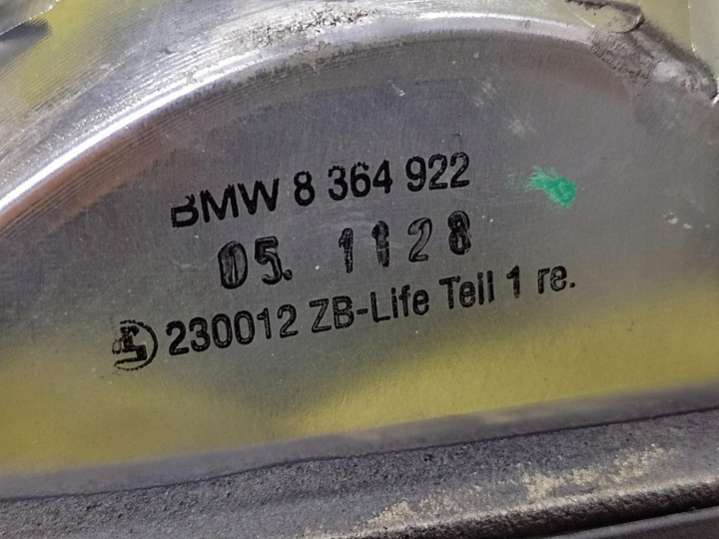 BMW 8 364 922
05. 1128
230012 ZB-Life Teil 1 re.